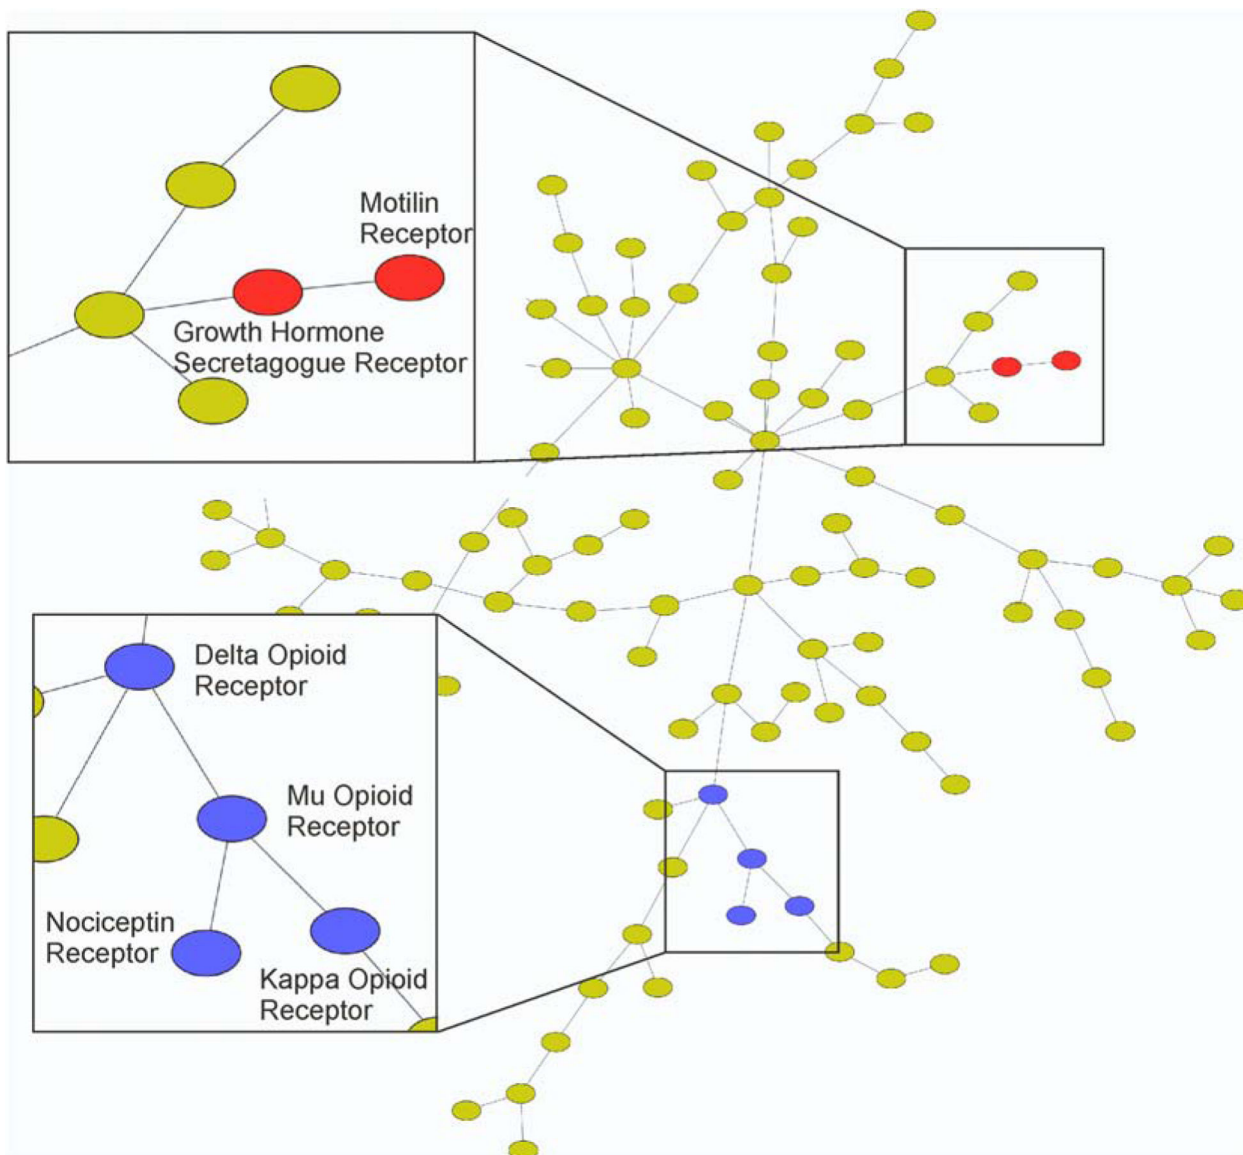 Motilin
Receptor
Growth Hormone
Secretagogue Receptor
Delta Opioid
Receptor
Mu Opioid
Receptor
Nociceptin
Receptor
Kappa Opioid
Receptor